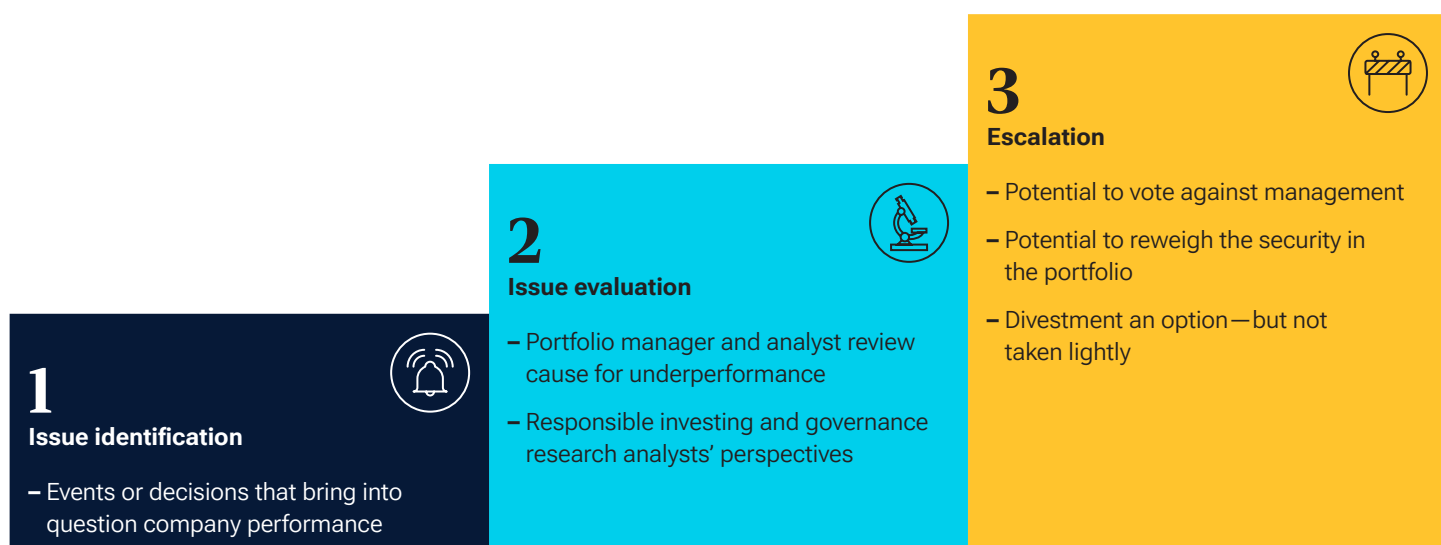 1
Issue identification
– Events or decisions that bring into
question company performance
2
Issue evaluation
– Portfolio manager and analyst review
cause for underperformance
– Responsible investing and governance
research analysts’ perspectives
3
Escalation
– Potential to vote against management
– Potential to reweigh the security in
the portfolio
– Divestment an option—but not
taken lightly